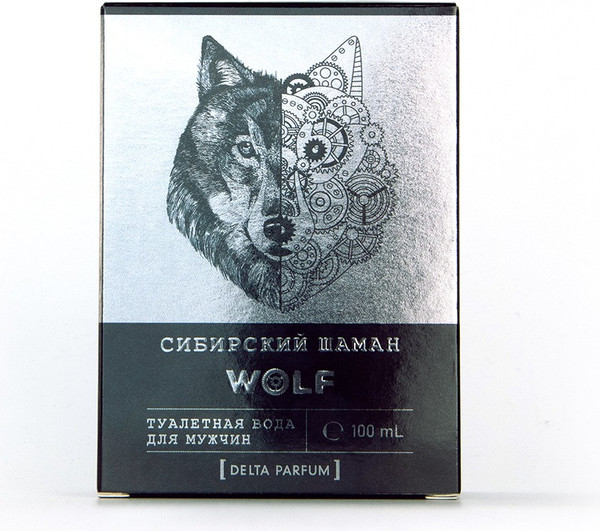 СИБИРСКИЙ ШАМАН
WOLF
ТУАЛЕТНАЯ ВОДА
ДЛЯ МУЖЧИН
100 mL
[DELTA PARFUM]